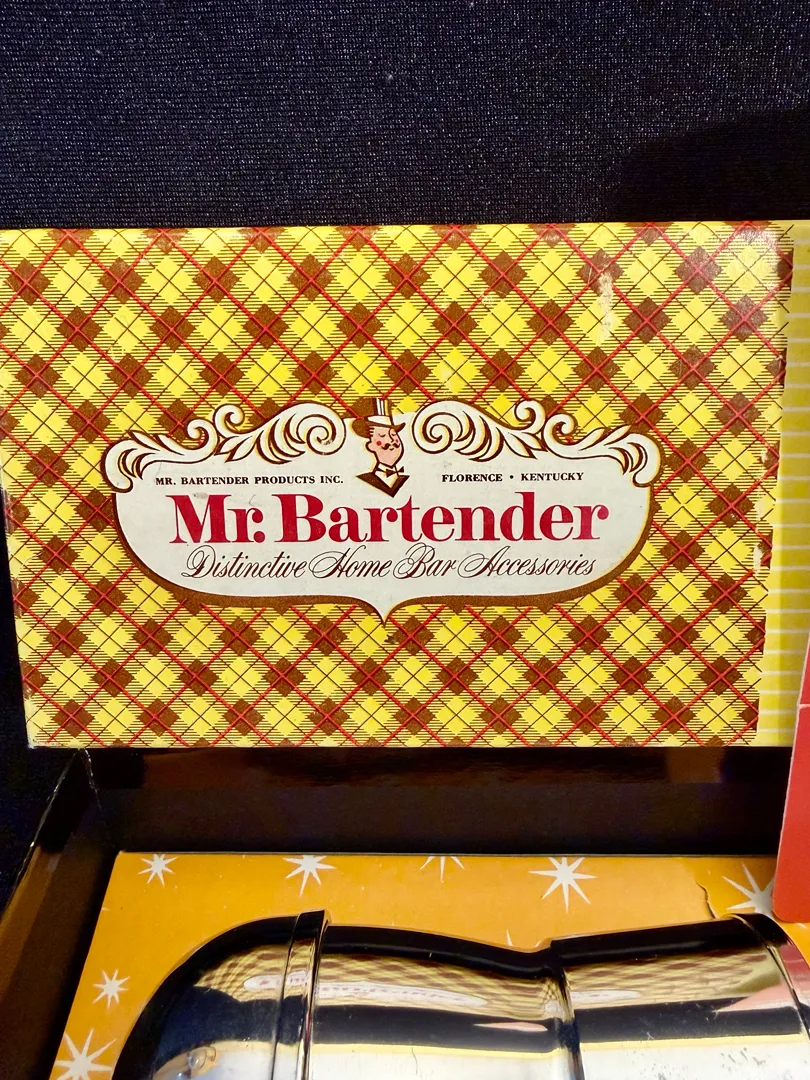 MR. BARTENDER PRODUCTS INC. FLORENCE • KENTUCKY
Mr. Bartender
Distinctive Home Bar Accessories